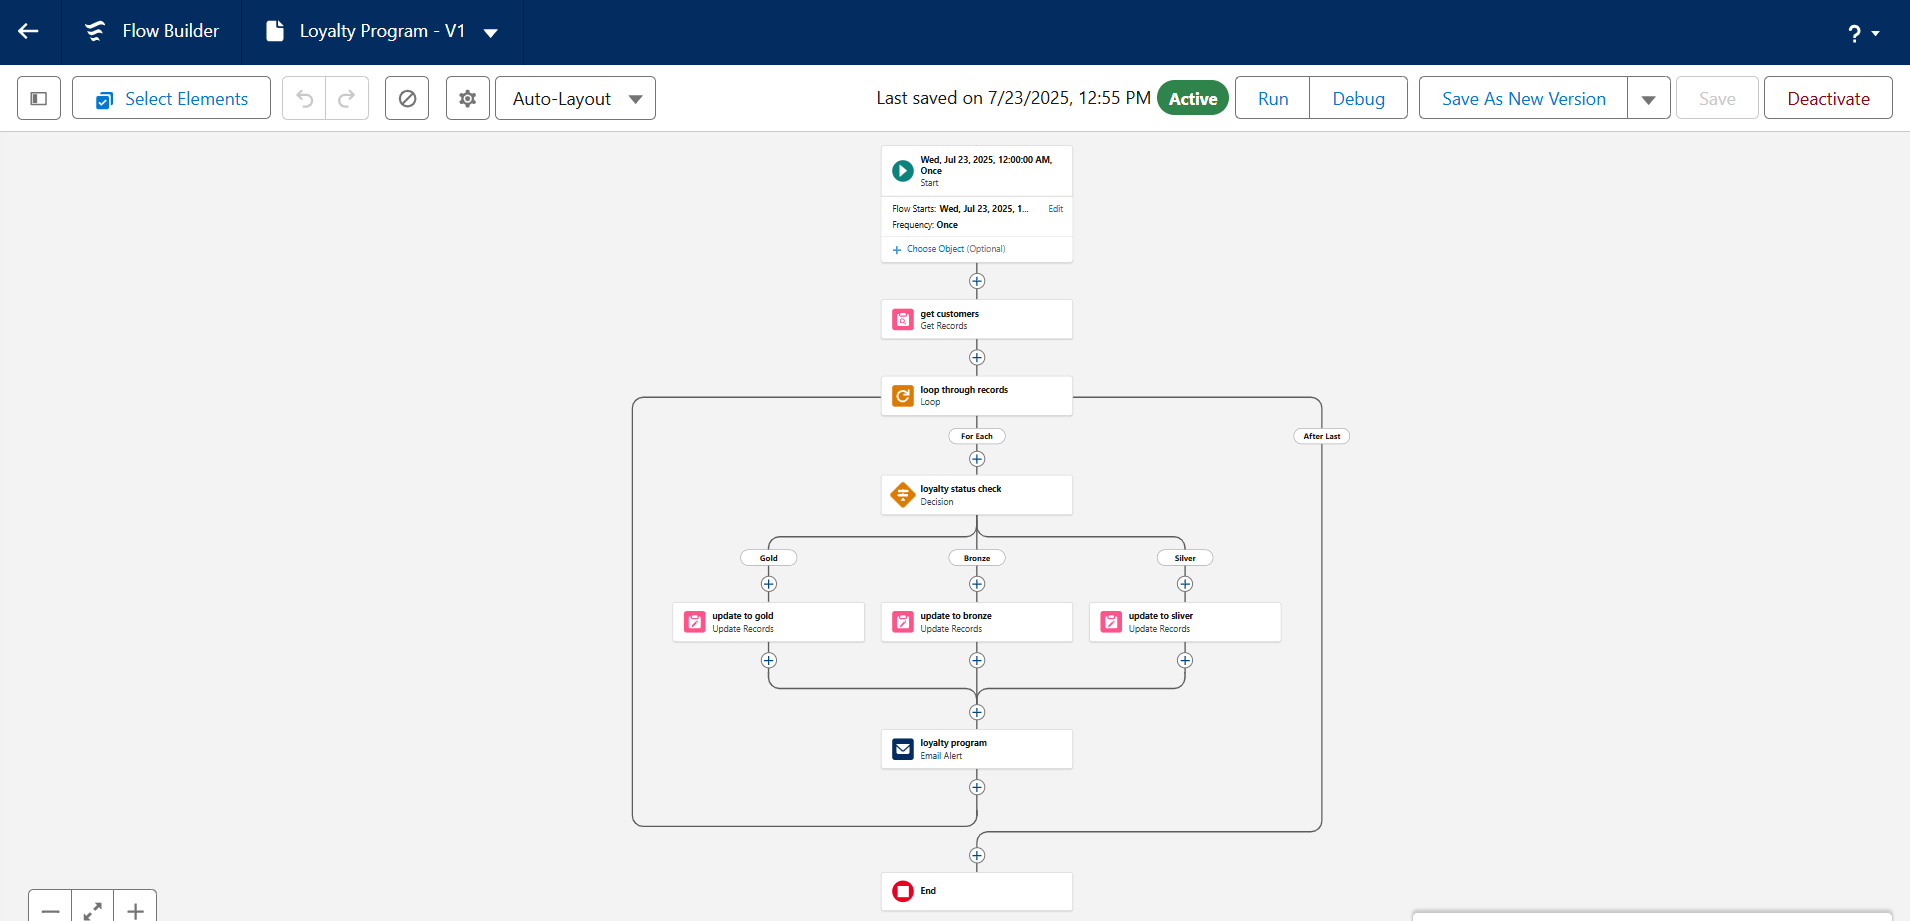 Flow Builder
Loyalty Program - V1
?
Select Elements
Auto-Layout
Last saved on 7/23/2025, 12:55 PM
Active
Run
Debug
Save As New Version
Save
Deactivate
Wed, Jul 23, 2025, 12:00:00 AM,
Once
Start
Flow Starts: Wed, Jul 23, 2025, 1...
Edit
Frequency: Once
Choose Object (Optional)
get customers
Get Records
loop through records
Loop
For Each
After Last
loyalty status check
Decision
Gold
Bronze
Silver
update to gold
Update Records
update to bronze
Update Records
update to sliver
Update Records
loyalty program
Email Alert
End